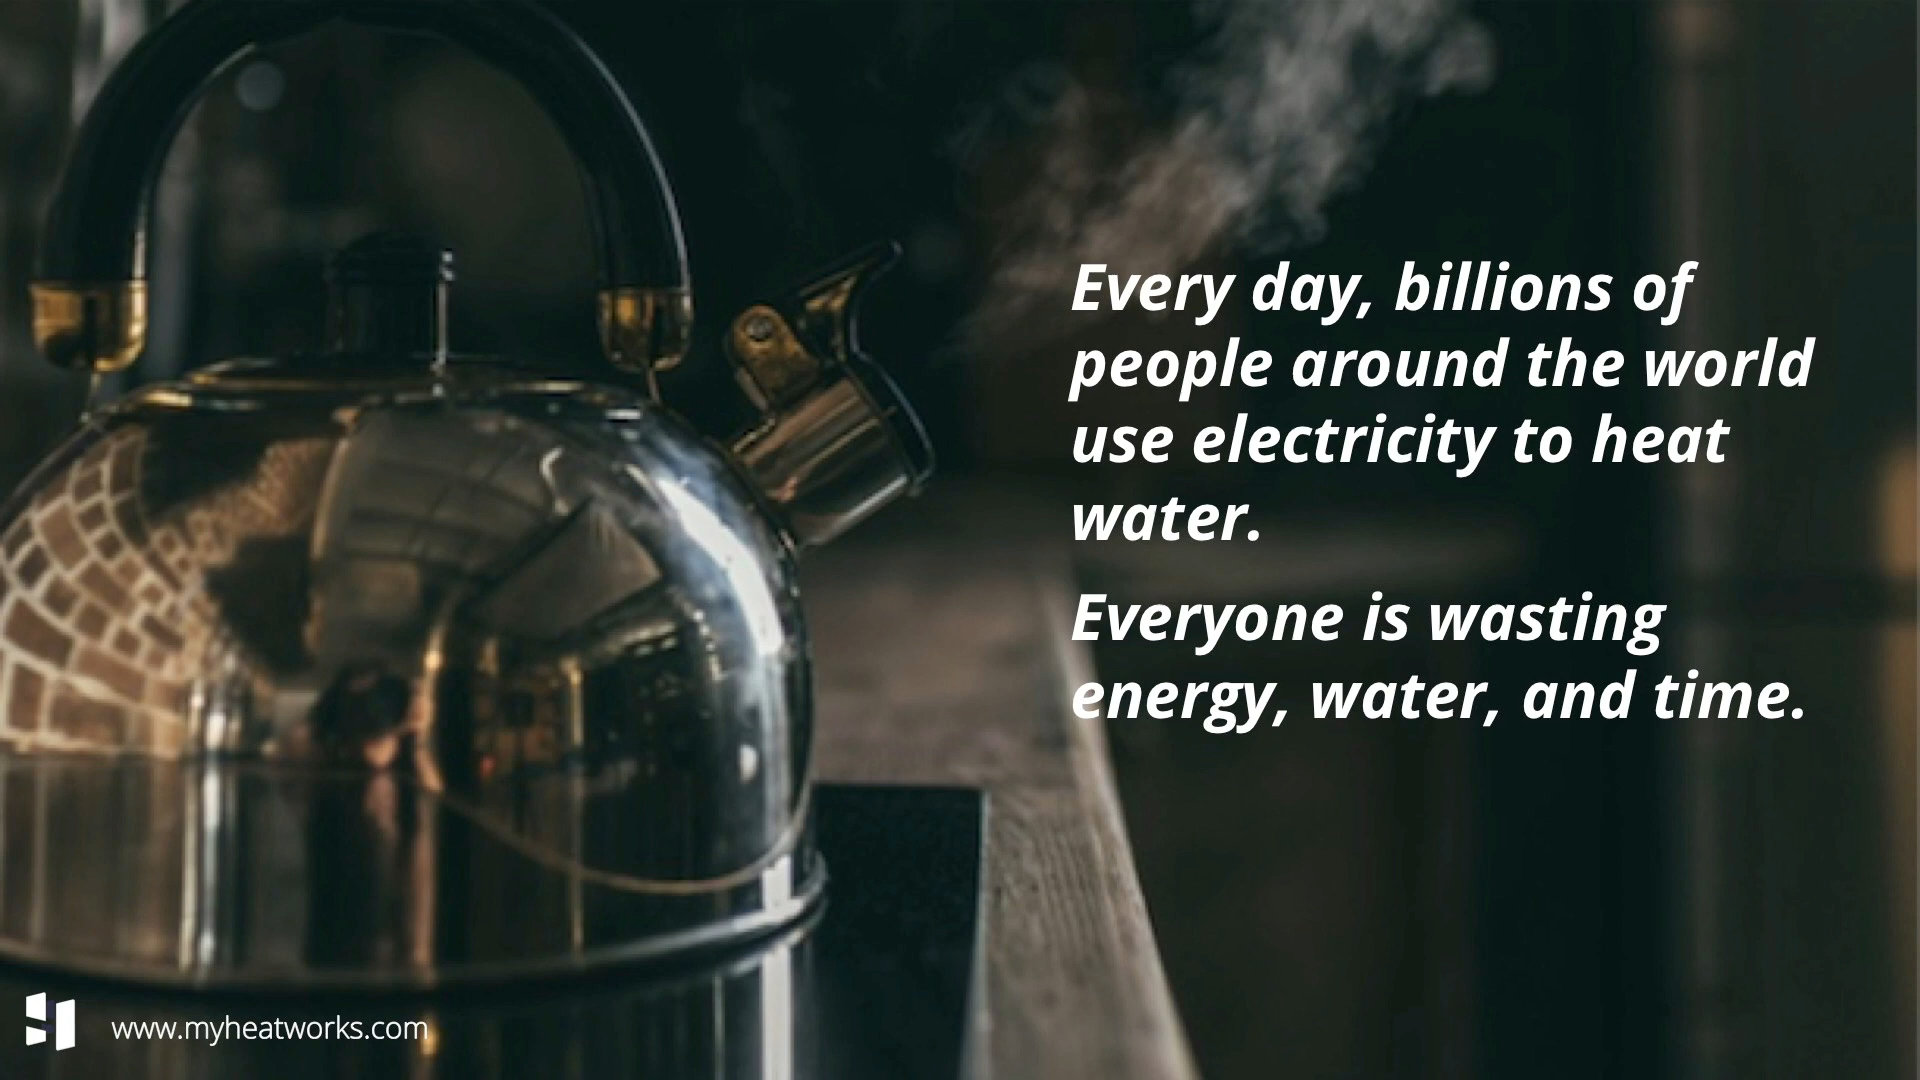 Every day, billions of
people around the world
use electricity to heat
water.
Everyone is wasting
energy, water, and time.
www.myheatworks.com